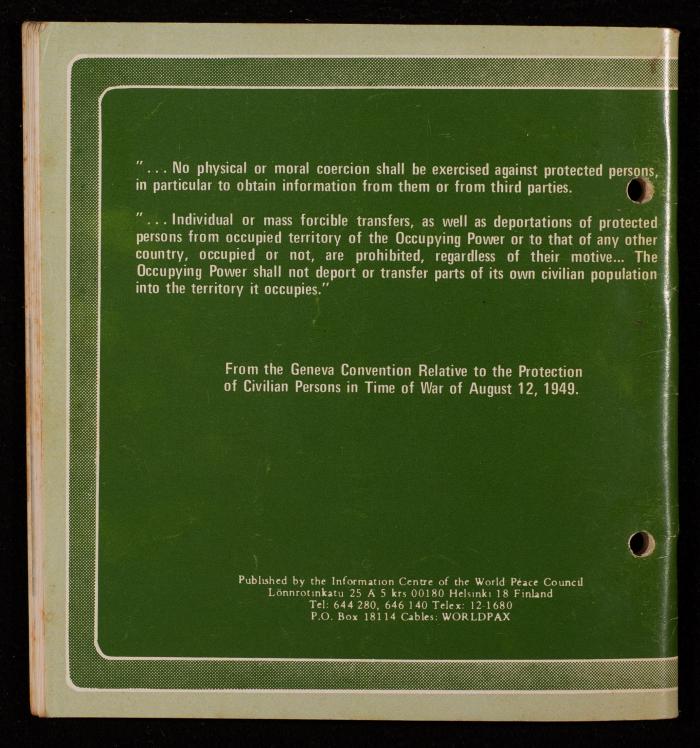 "... No physical or moral coercion shall be exercised against protected persons,
in particular to obtain information from them or from third parties.
"... Individual or mass forcible transfers, as well as deportations of protected
persons from occupied territory of the Occupying Power or to that of any other
country, occupied or not, are prohibited, regardless of their motive... The
Occupying Power shall not deport or transfer parts of its own civilian population
into the territory it occupies."
From the Geneva Convention Relative to the Protection
of Civilian Persons in Time of War of August 12, 1949.
Published by the Information Centre of the World Peace Council
Lönnrotinkatu 25 A 5 krs 00180 Helsinki 18 Finland
Tel: 644 280, 646 140 Telex: 12-1680
P.O. Box 18114 Cables: WORLDPAX